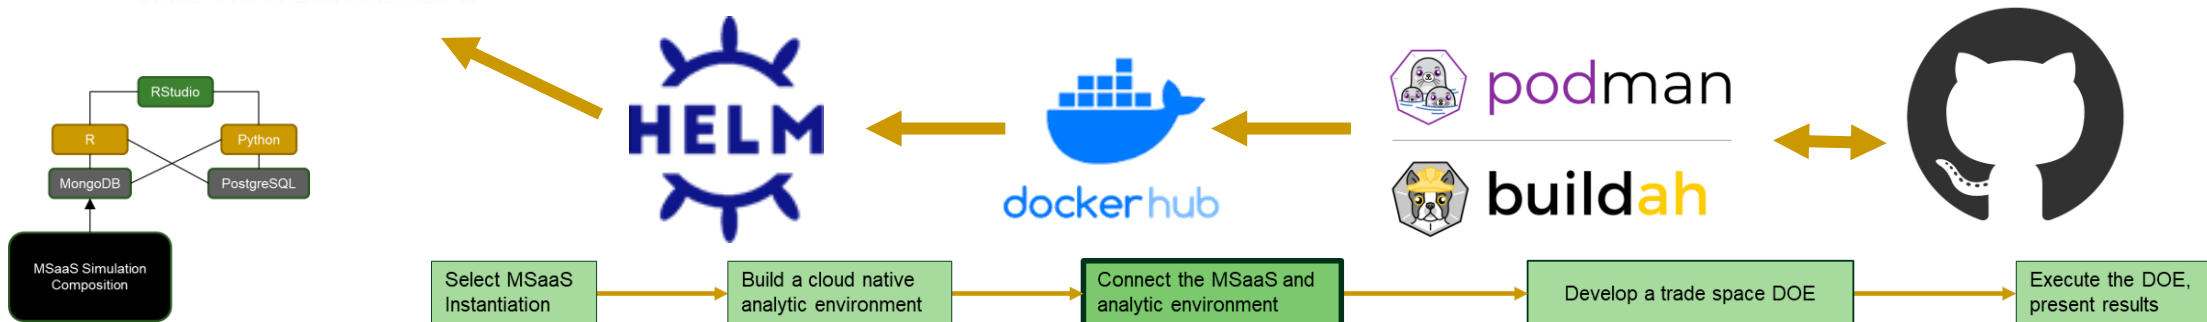 RStudio
R
Python
MongoDB
PostgreSQL
MSaaS Simulation
Composition
HELM
docker hub
podman
buildah
Select MSaaS
Instantiation
Build a cloud native
analytic environment
Connect the MSaaS and
analytic environment
Develop a trade space DOE
Execute the DOE,
present results